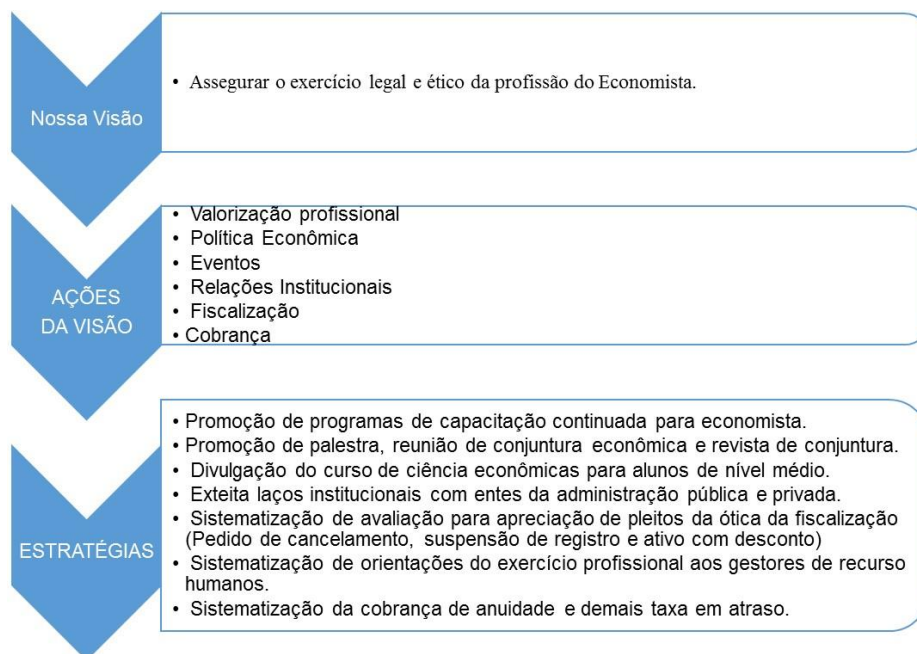 Nossa Visão
• Assegurar o exercício legal e ético da profissão do Economista.
AÇÕES
DA VISÃO
• Valorização profissional
• Política Econômica
• Eventos
• Relações Institucionais
• Fiscalização
• Cobrança
ESTRATÉGIAS
• Promoção de programas de capacitação continuada para economista.
• Promoção de palestra, reunião de conjuntura econômica e revista de conjuntura.
• Divulgação do curso de ciência econômicas para alunos de nível médio.
• Exteita laços institucionais com entes da administração pública e privada.
• Sistematização de avaliação para apreciação de pleitos da ótica da fiscalização
(Pedido de cancelamento, suspensão de registro e ativo com desconto)
• Sistematização de orientações do exercício profissional aos gestores de recurso
humanos.
• Sistematização da cobrança de anuidade e demais taxa em atraso.